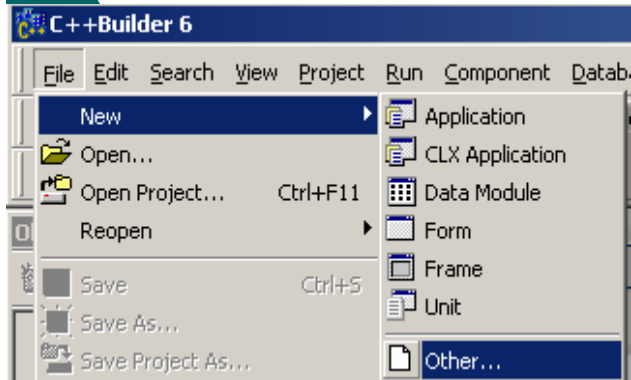 C++Builder 6
File Edit Search View Project Run Component
New
Open...
Open Project... Ctrl+F11
Reopen
Save Ctrl+S
Save As...
Save Project As...
Application
CLX Application
Data Module
Form
Frame
Unit
Other...